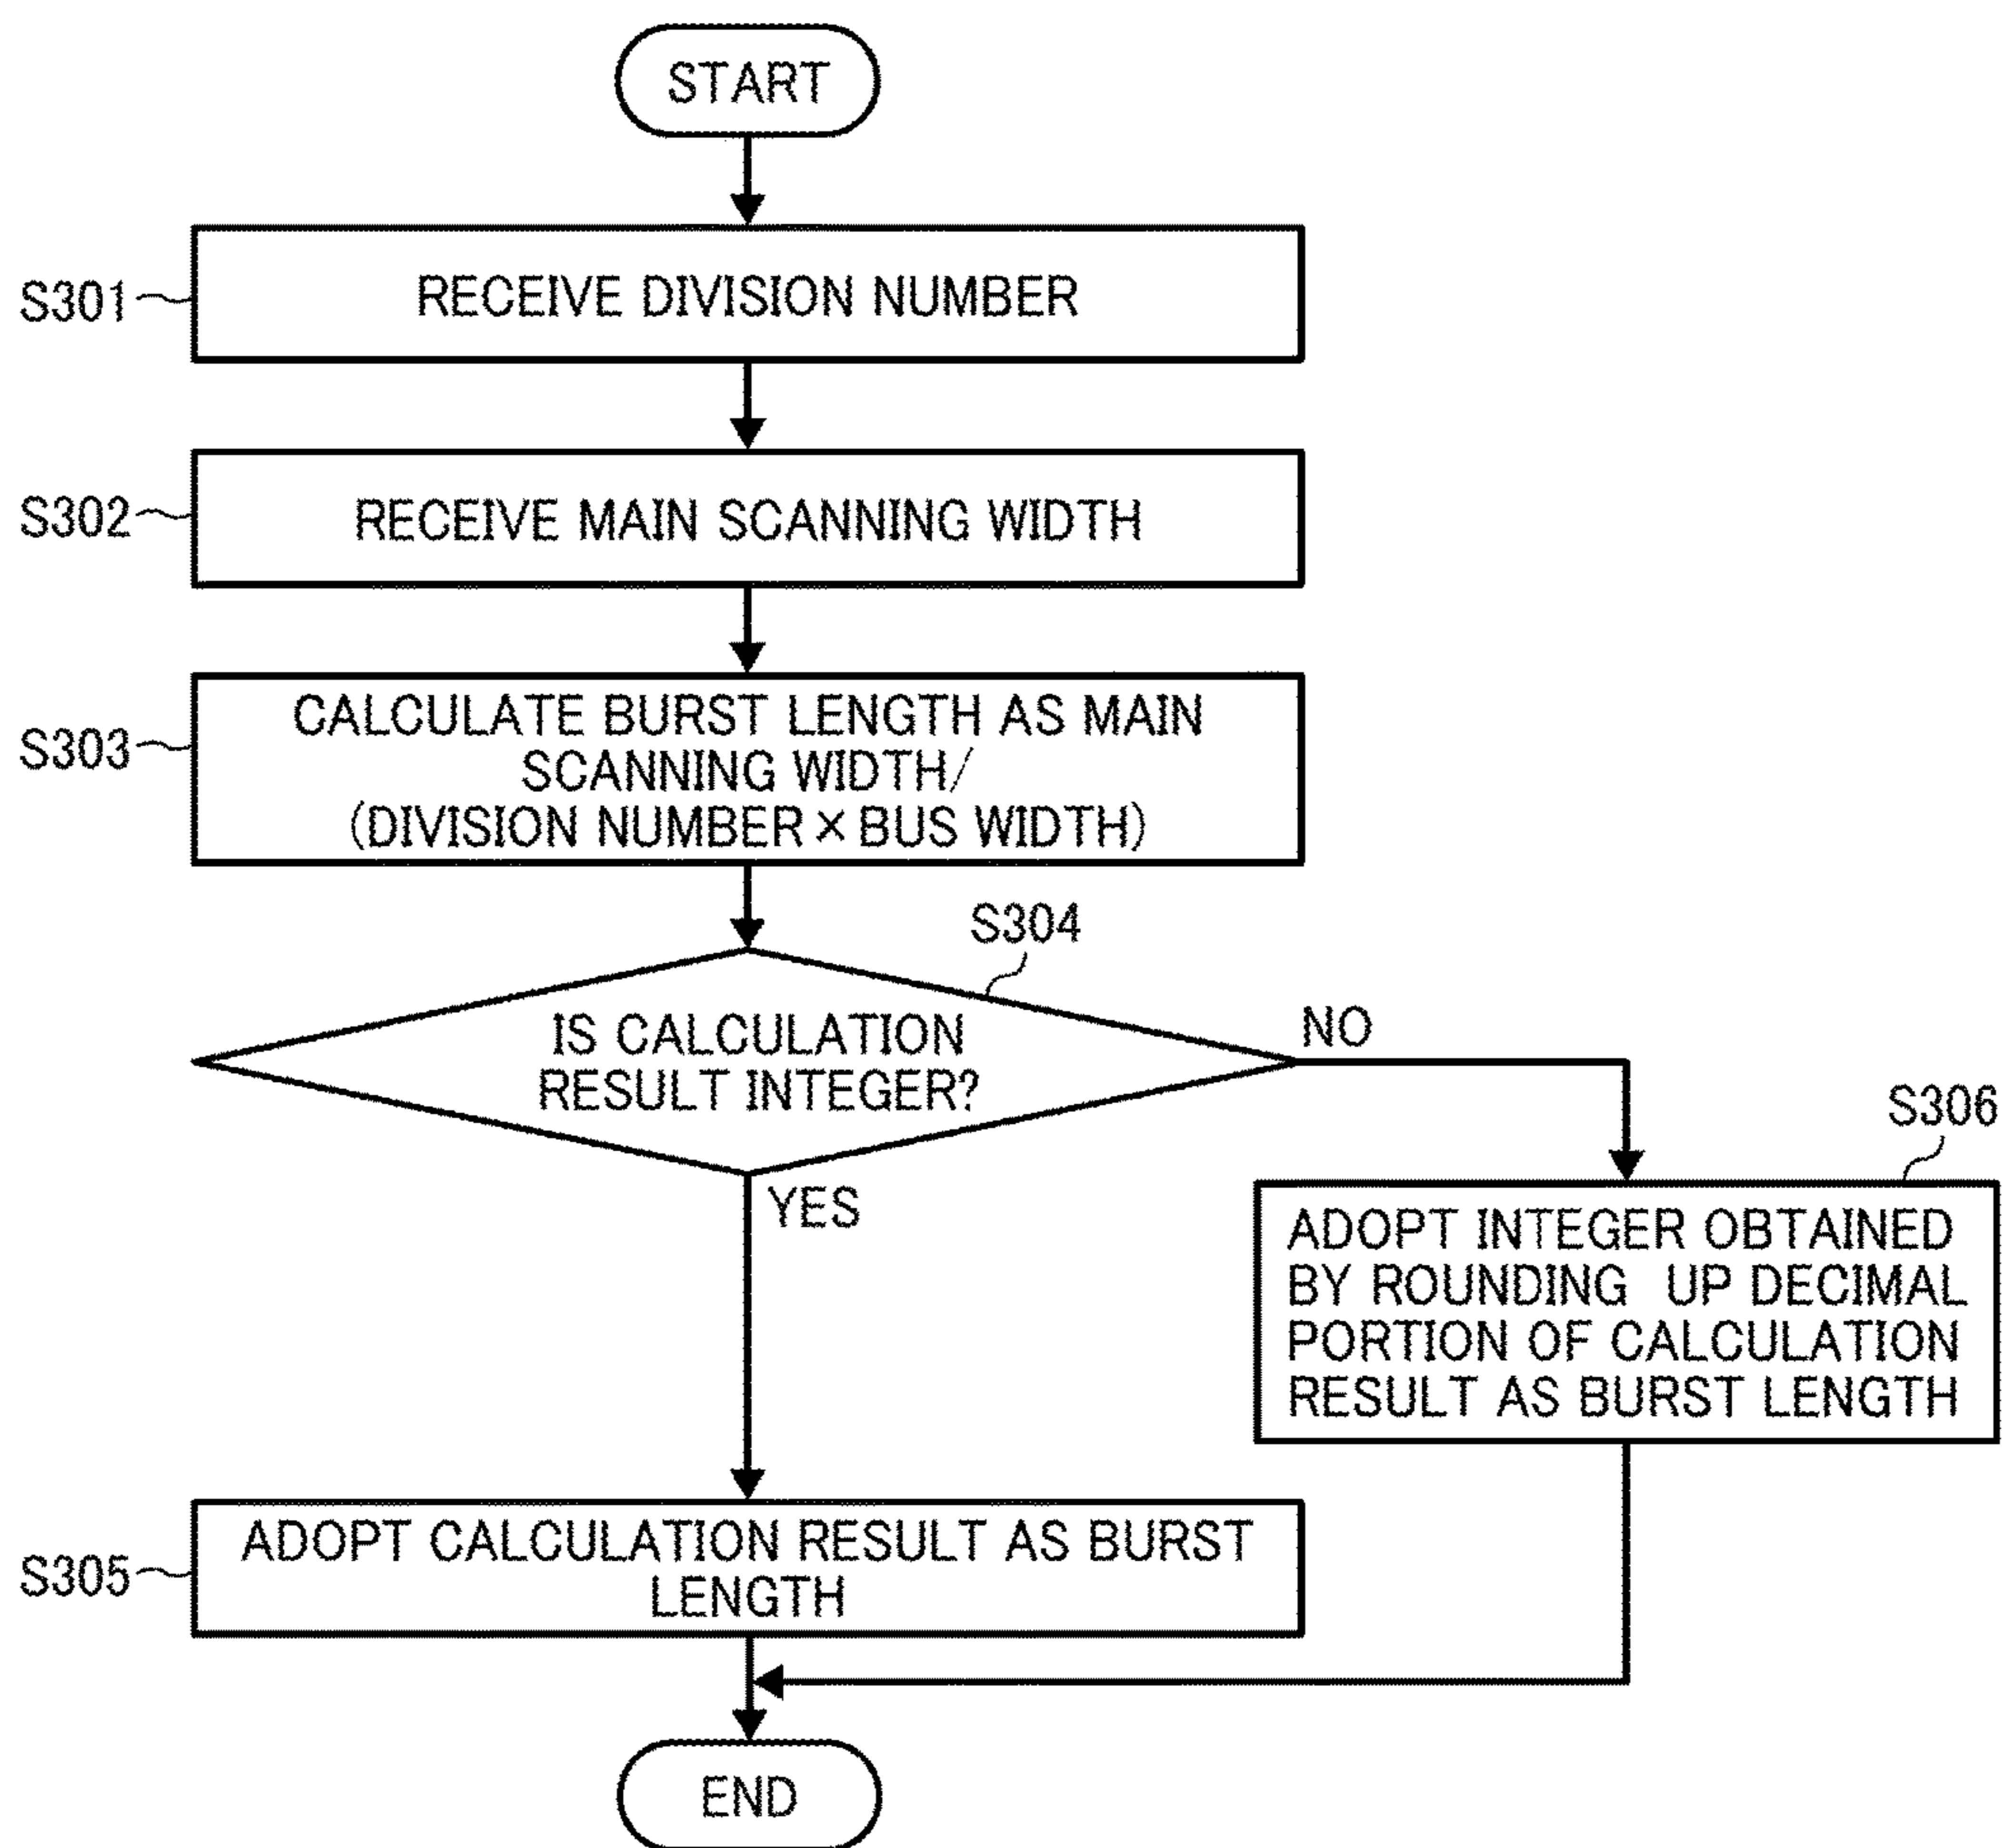 START
S301
RECEIVE DIVISION NUMBER
S302
RECEIVE MAIN SCANNING WIDTH
S303
CALCULATE BURST LENGTH AS MAIN
SCANNING WIDTH/
(DIVISION NUMBER×BUS WIDTH)
S304
IS CALCULATION
RESULT INTEGER?
NO
YES
S306
ADOPT INTEGER OBTAINED
BY ROUNDING UP DECIMAL
PORTION OF CALCULATION
RESULT AS BURST LENGTH
S305
ADOPT CALCULATION RESULT AS BURST
LENGTH
END